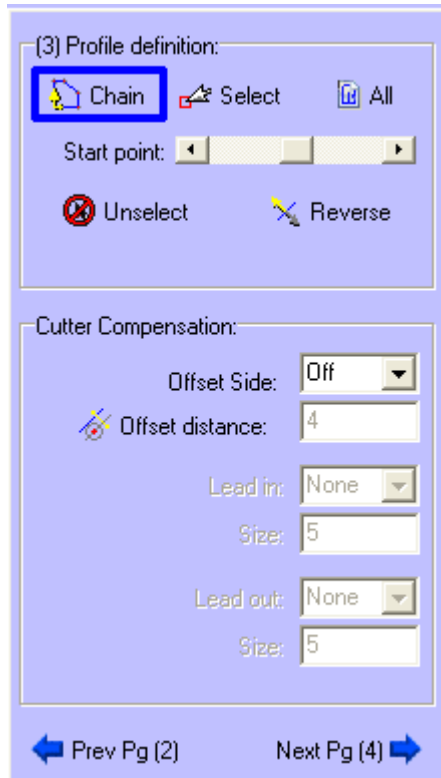 (3) Profile definition:
Chain Select All
Start point:
Unselect Reverse
Cutter Compensation:
Offset Side: Off
Offset distance: 4
Lead in: None
Size: 5
Lead out: None
Size: 5
Prev Pg (2) Next Pg (4)